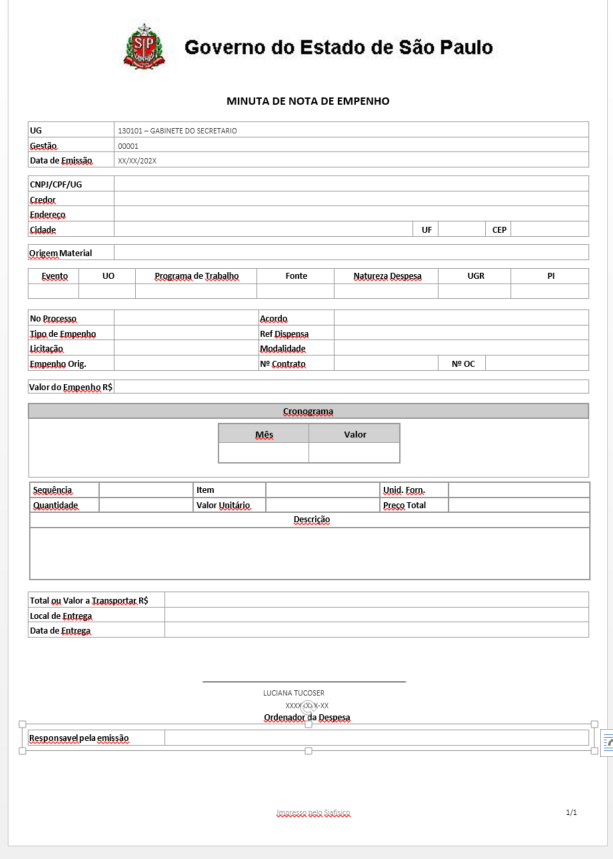 SP
Governo do Estado de São Paulo
MINUTA DE NOTA DE EMPENHO
UG 130101 – GABINETE DO SECRETARIO
Gestão 00001
Data de Emissão XX/XX/202X
CNPJ/CPF/UG
Credor
Endereço
Cidade UF CEP
Origem Material
Evento UO Programa de Trabalho Fonte Natureza Despesa UGR PI
No Processo Acordo
Tipo de Empenho Ref Dispensa
Licitação Modalidade
Empenho Orig. Nº Contrato Nº OC
Valor do Empenho R$
Cronograma
Mês Valor
Sequência Item Unid. Forn.
Quantidade Valor Unitário Preço Total
Descrição
Total ou Valor a Transportar R$
Local de Entrega
Data de Entrega
LUCIANA TUCOSER
Ordenador da Despesa
Responsavel pela emissão
Impresso pelo Siafisico
1/1